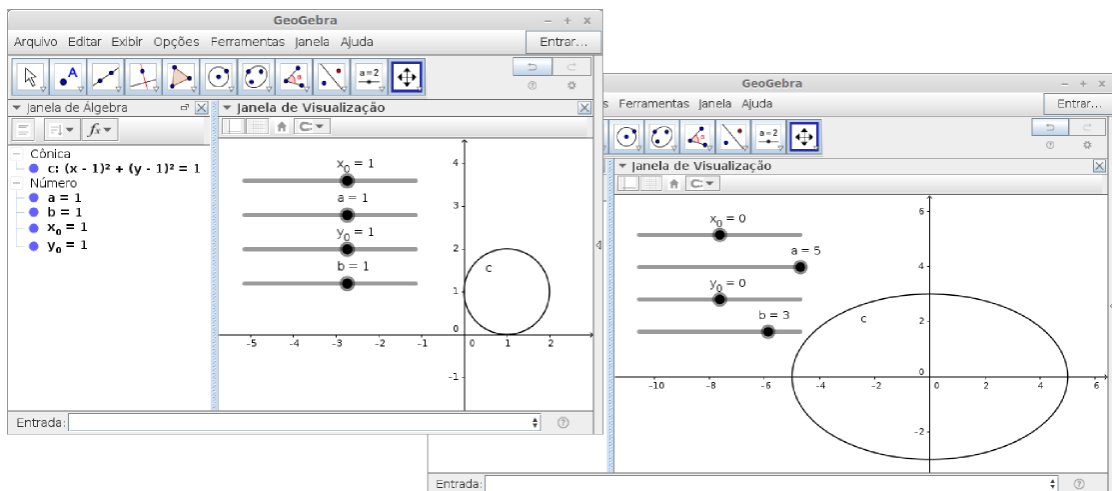 GeoGebra
Arquivo Editar Exibir Opções Ferramentas Janela Ajuda
Entrar...
a=2
Janela de Álgebra
Janela de Visualização
Cônica
c: (x - 1)² + (y - 1)² = 1
Número
a = 1
b = 1
x₀ = 1
y₀ = 1
x₀ = 1
a = 1
y₀ = 1
b = 1
c
4
3
2
1
0
-1
-5 -4 -3 -2 -1 0 1 2
Entrada:
GeoGebra
s Ferramentas Janela Ajuda
Entrar...
a=2
Janela de Visualização
x₀ = 0
a = 5
y₀ = 0
b = 3
c
6
4
2
0
-2
-10 -8 -6 -4 -2 0 2 4 6
Entrada: